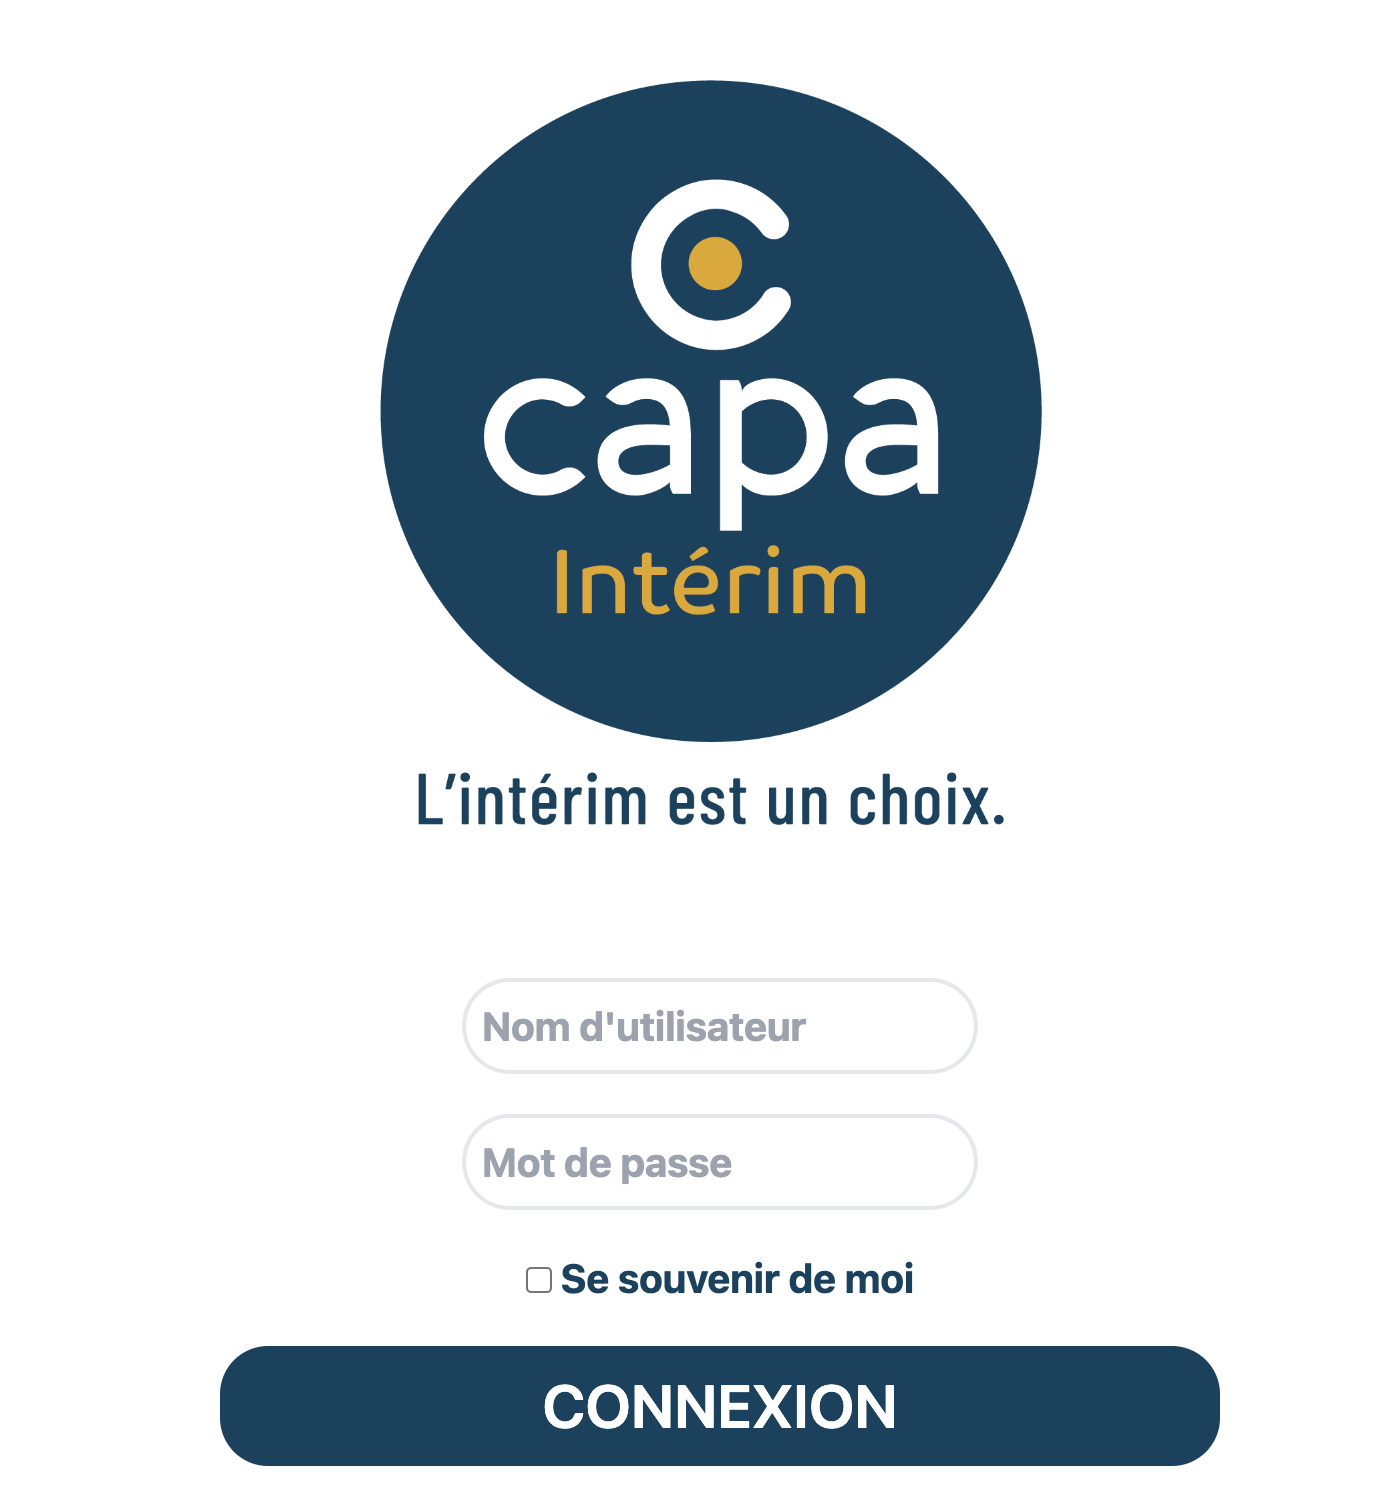 capa
Intérim
L’intérim est un choix.
Nom d'utilisateur
Mot de passe
Se souvenir de moi
CONNEXION